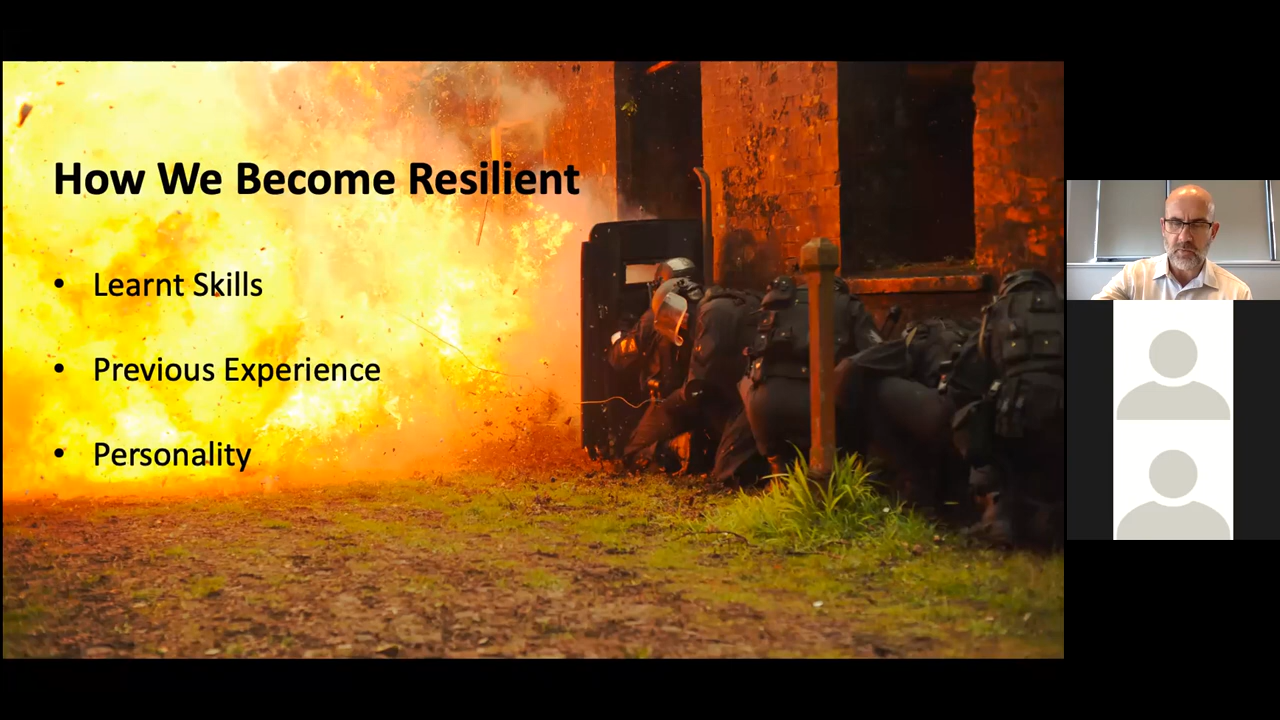 How We Become Resilient
• Learnt Skills
• Previous Experience
• Personality